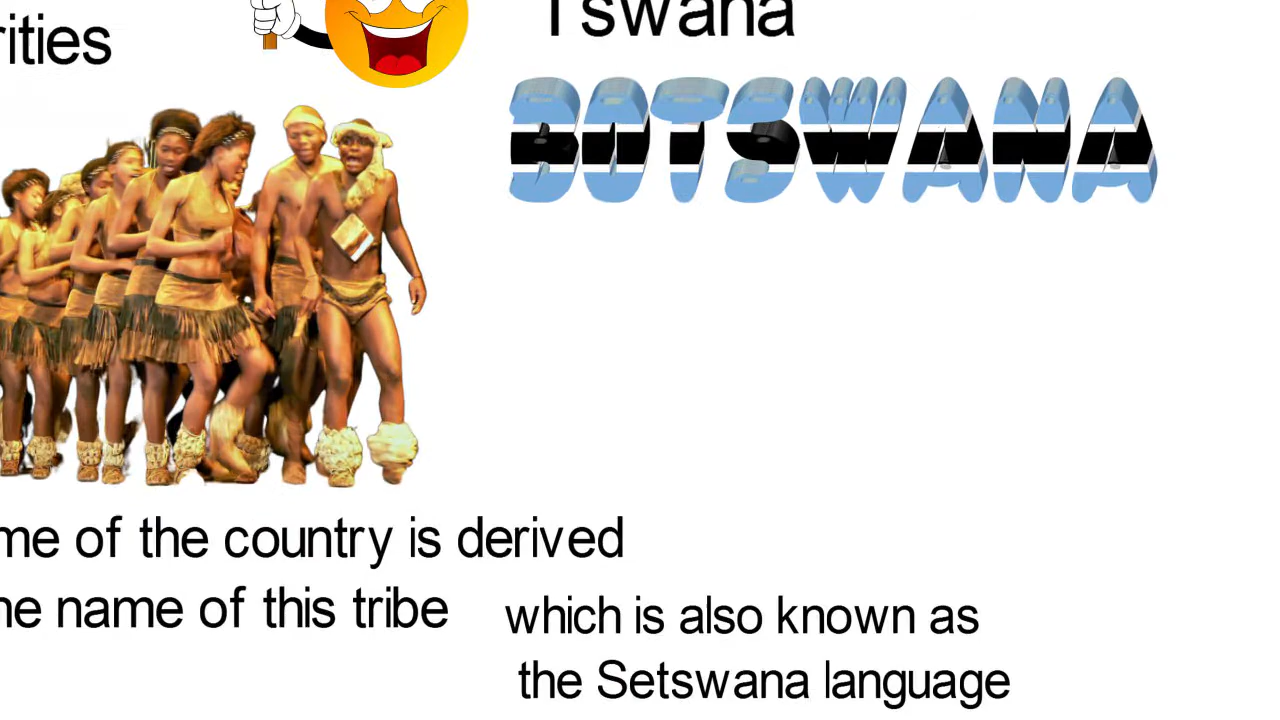 rities
Tswana
BOTSWANA
me of the country is derived
he name of this tribe
which is also known as
the Setswana language